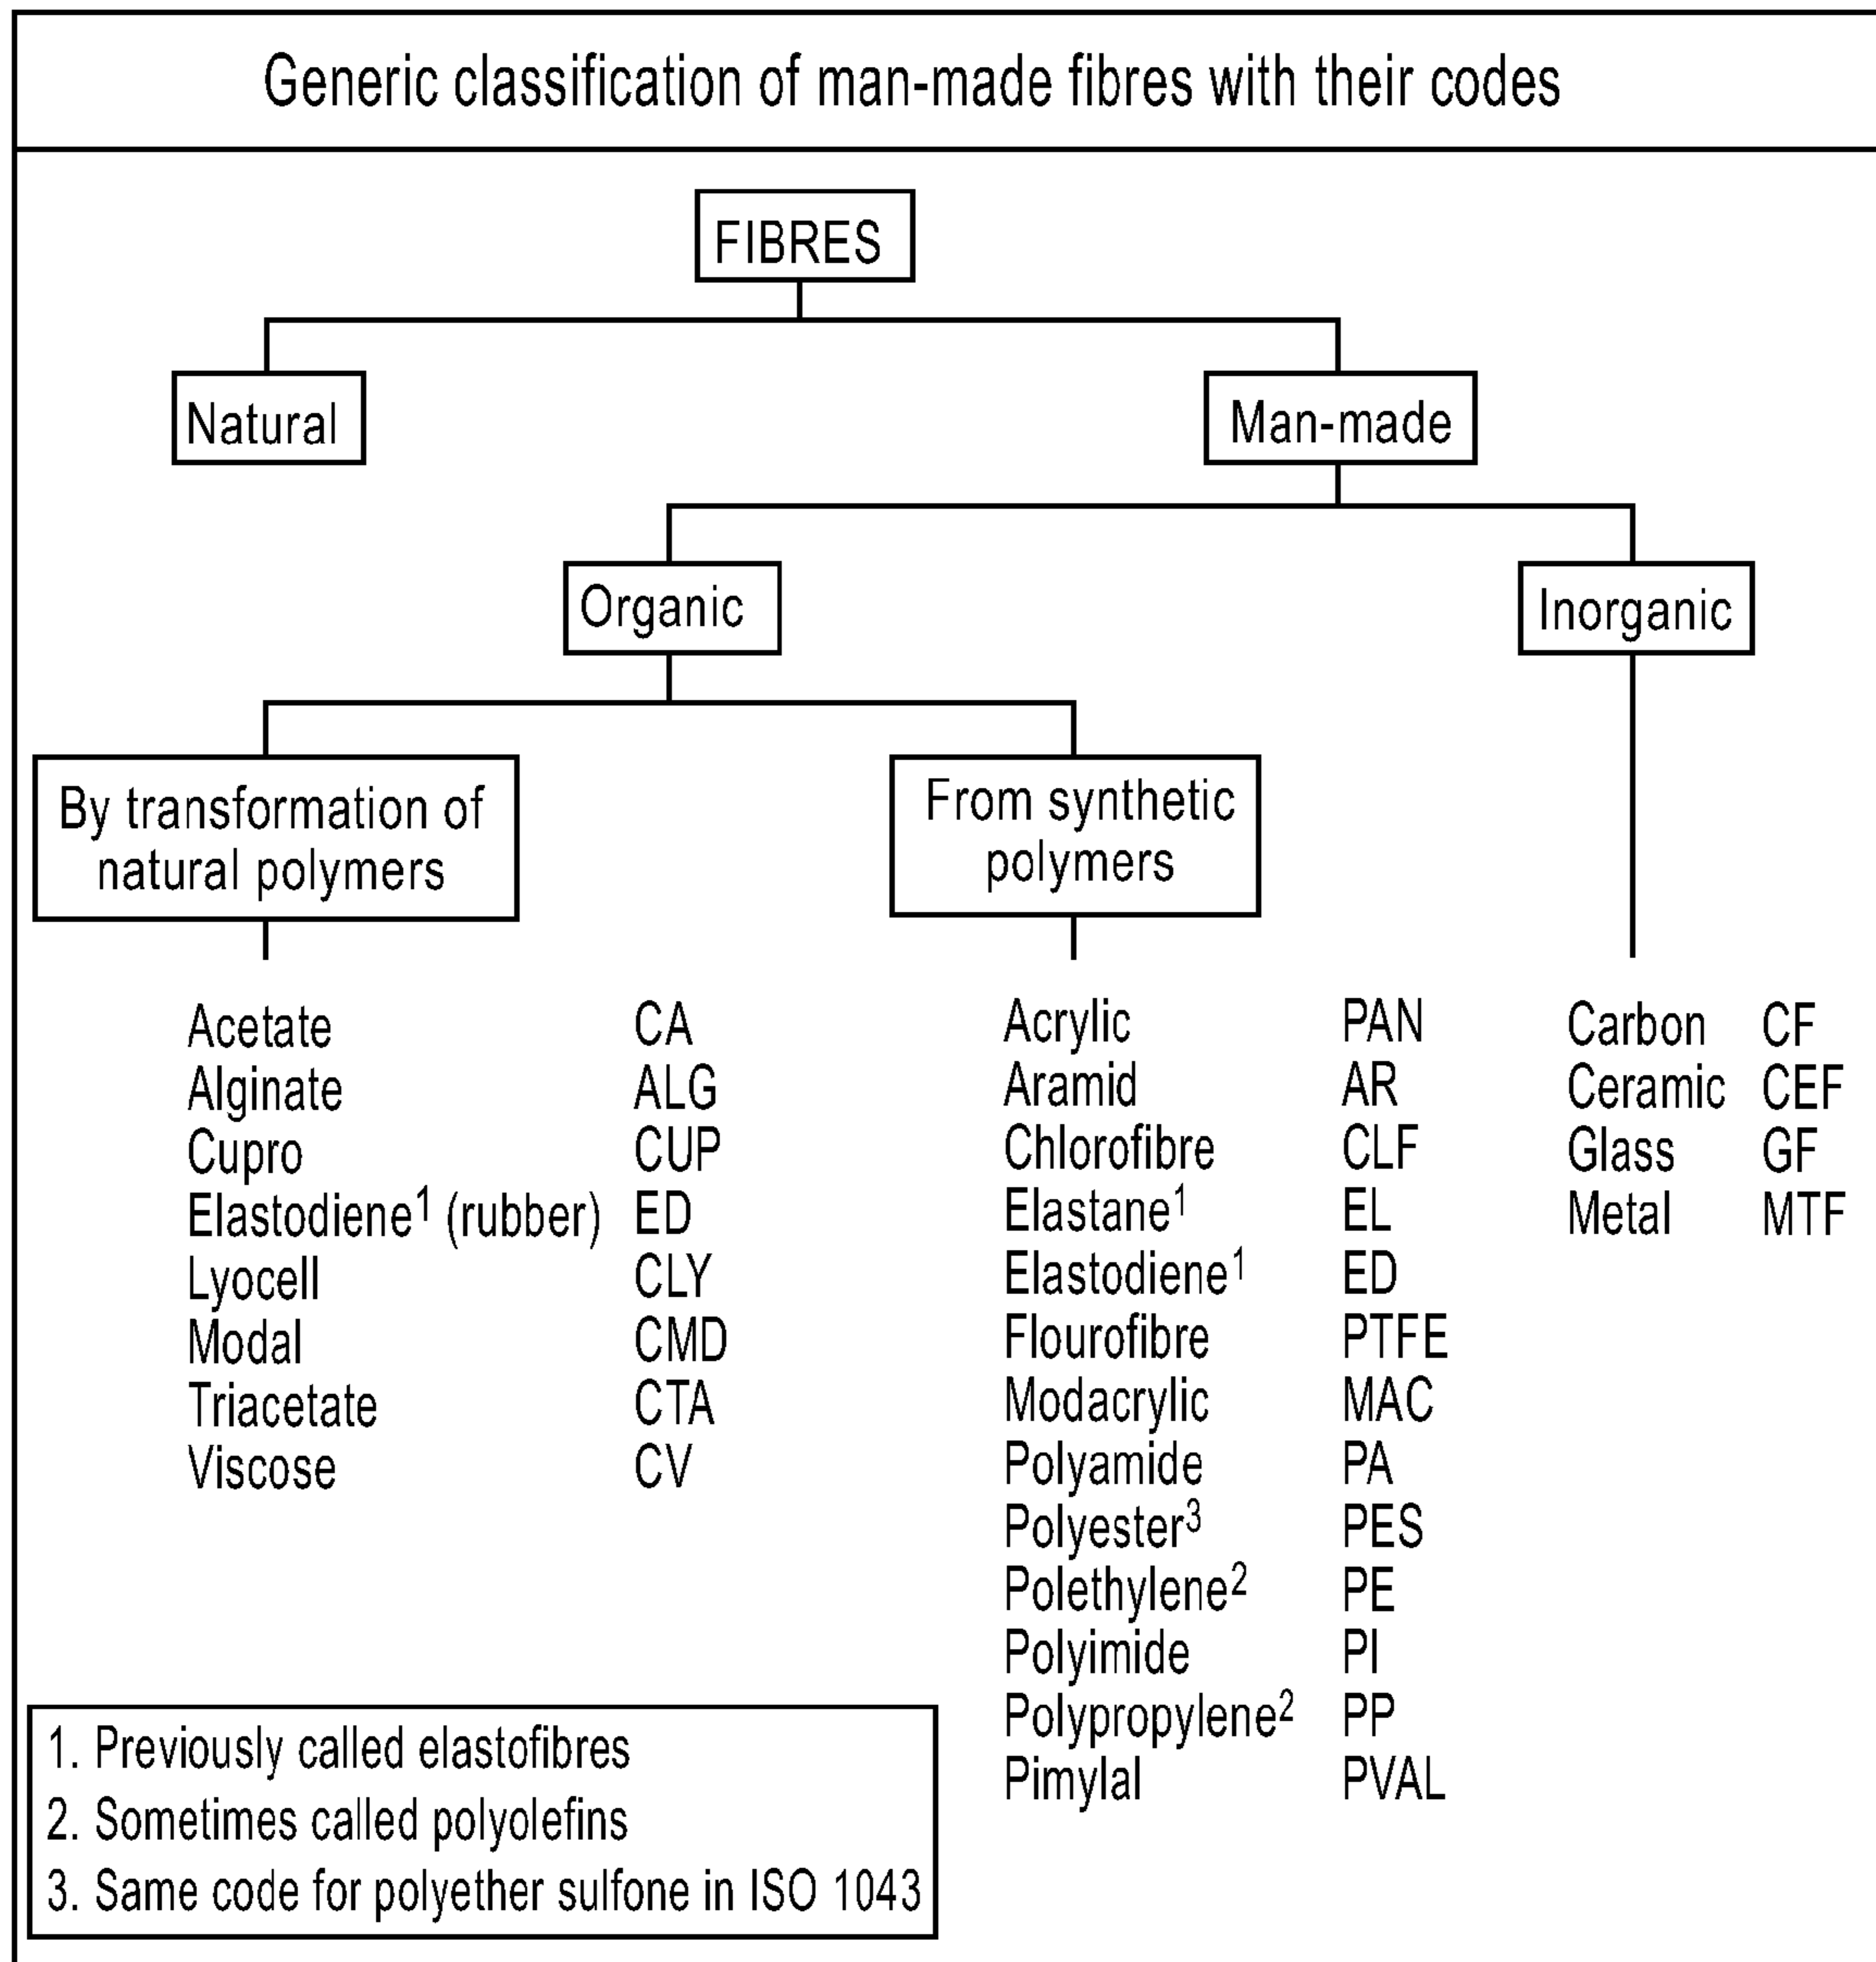 Generic classification of man-made fibres with their codes
FIBRES
Natural
Man-made
Organic
Inorganic
By transformation of
natural polymers
From synthetic
polymers
Acetate CA
Alginate ALG
Cupro CUP
Elastodiene¹ (rubber) ED
Lyocell CLY
Modal CMD
Triacetate CTA
Viscose CV
Acrylic PAN
Aramid AR
Chlorofibre CLF
Elastane¹ EL
Elastodiene¹ ED
Flourofibre PTFE
Modacrylic MAC
Polyamide PA
Polyester³ PES
Polethylene² PE
Polyimide PI
Polypropylene² PP
Pimylal PVAL
Carbon CF
Ceramic CEF
Glass GF
Metal MTF
1. Previously called elastofibres
2. Sometimes called polyolefins
3. Same code for polyether sulfone in ISO 1043